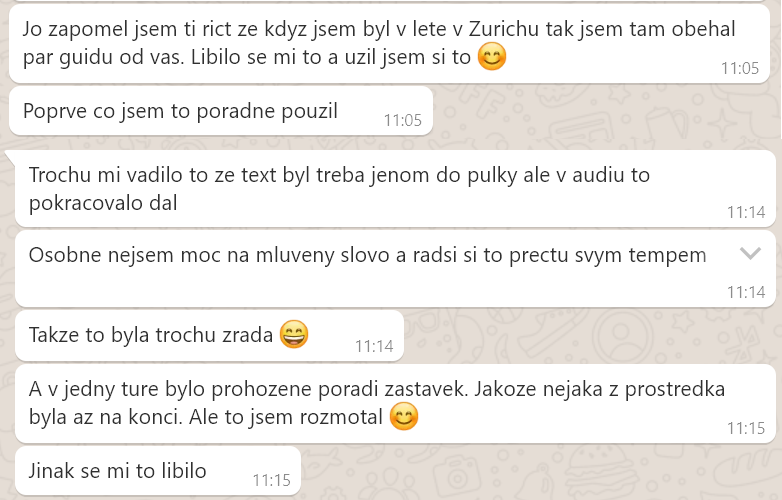 Jo zapomel jsem ti rict ze kdyz jsem byl v lete v Zurichu tak jsem tam obehal
par guidu od vas. Libilo se mi to a uzil jsem si to 😊
11:05
Poprve co jsem to poradne pouzil
11:05
Trochu mi vadilo to ze text byl treba jenom do pulky ale v audiu to
pokracovalo dal
11:14
Osobne nejsem moc na mluveny slovo a radsi si to prectu svym tempem
11:14
Takze to byla trochu zrada 😄
11:14
A v jedny ture bylo prohozene poradi zastavek. Jakoze nejaka z prostredka
byla az na konci. Ale to jsem rozmotal 😊
11:15
Jinak se mi to libilo
11:15